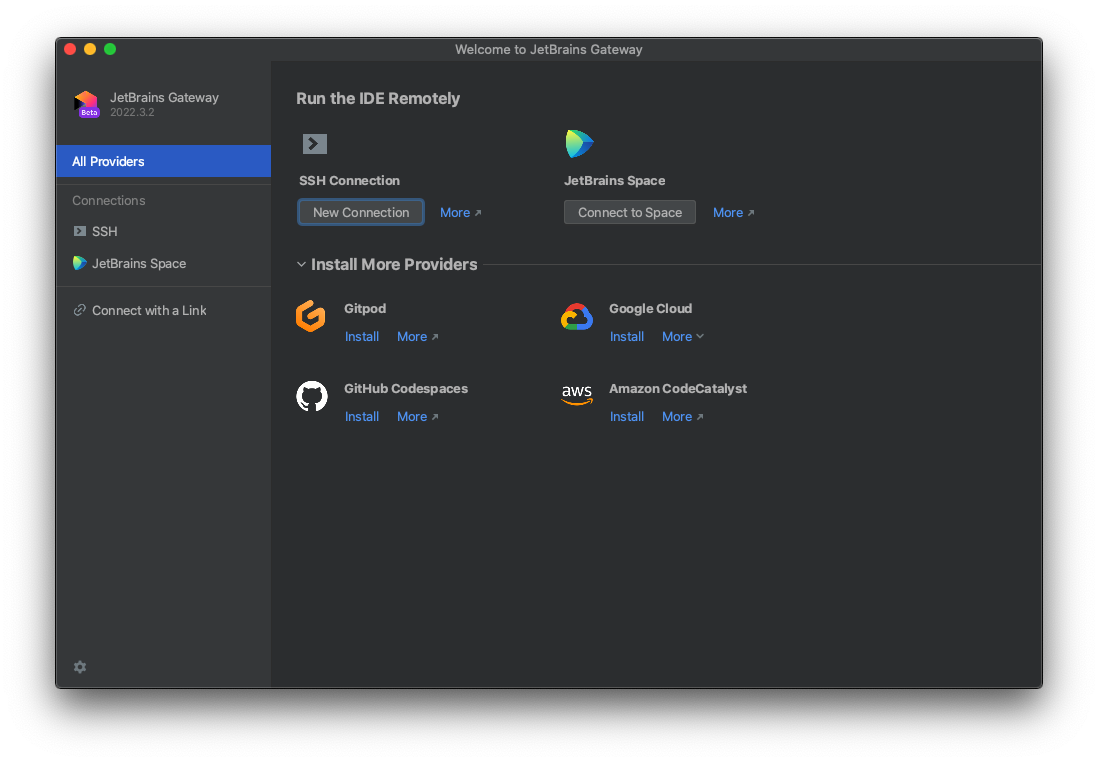 Welcome to JetBrains Gateway
JetBrains Gateway
2022.3.2
Beta
All Providers
Connections
SSH
JetBrains Space
Connect with a Link
Run the IDE Remotely
SSH Connection
New Connection More
JetBrains Space
Connect to Space More
Install More Providers
Gitpod
Install More
Google Cloud
Install More
GitHub Codespaces
Install More
aws
Amazon CodeCatalyst
Install More